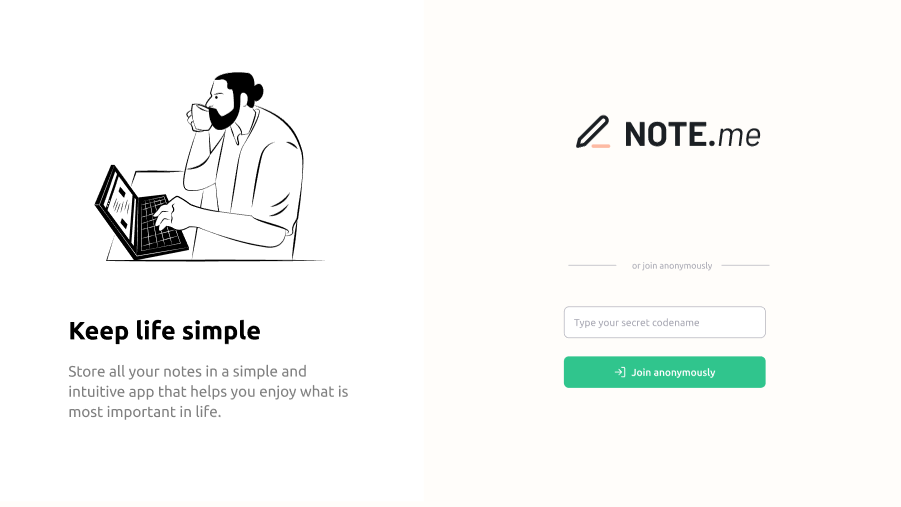 Keep life simple
Store all your notes in a simple and
intuitive app that helps you enjoy what is
most important in life.
NOTE.me
or join anonymously
Type your secret codename
Join anonymously